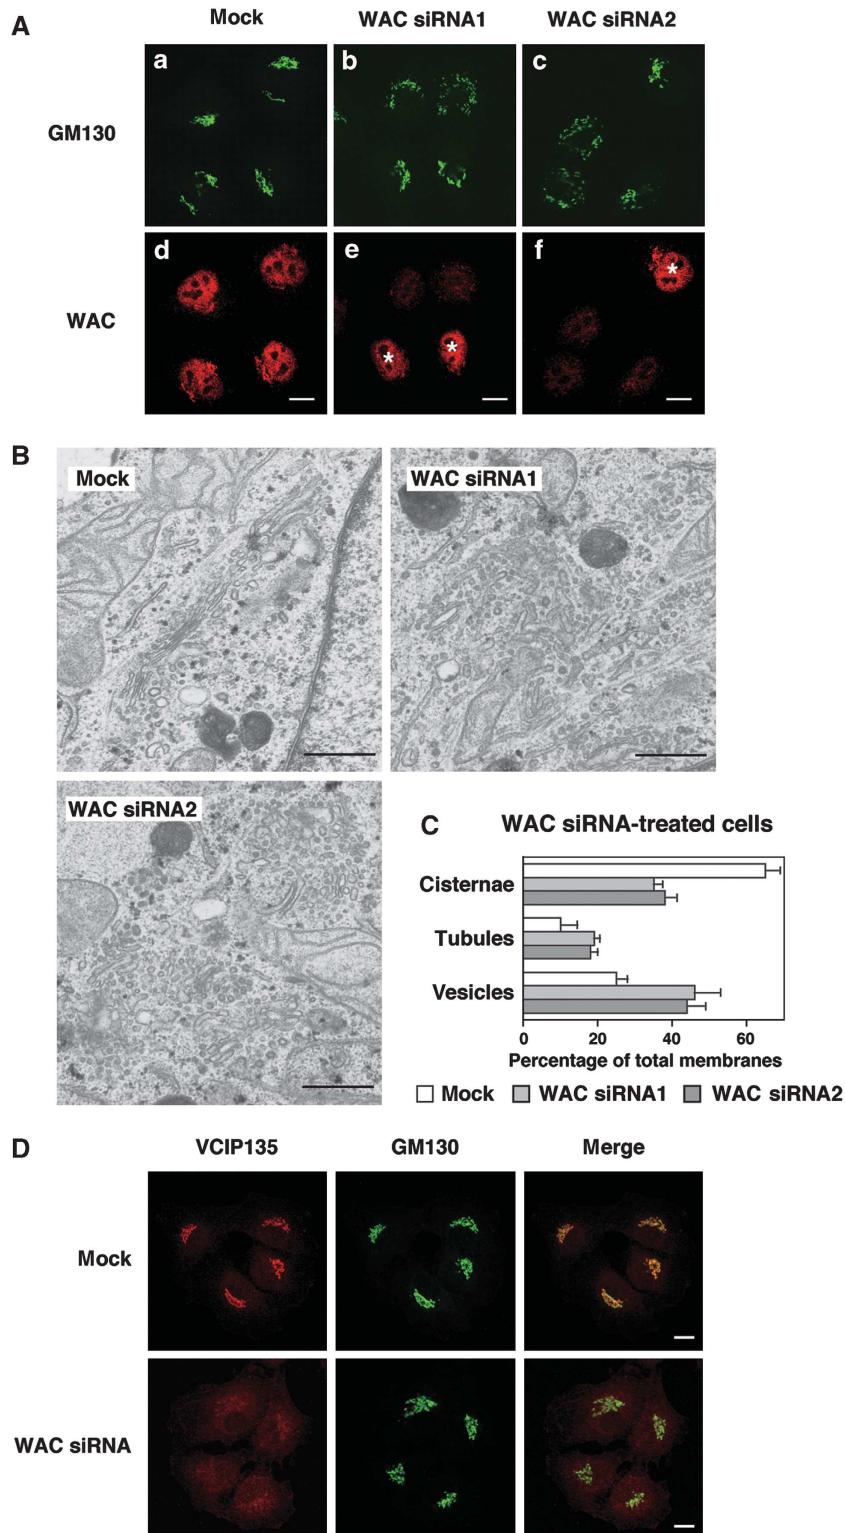 A
Mock WAC siRNA1 WAC siRNA2
GM130
a b c
WAC
d e f
* * *
B
Mock
WAC siRNA1
WAC siRNA2
C WAC siRNA-treated cells
Cisternae
Tubules
Vesicles
0 20 40 60
Percentage of total membranes
Mock WAC siRNA1 WAC siRNA2
D
VCIP135 GM130 Merge
Mock
WAC siRNA